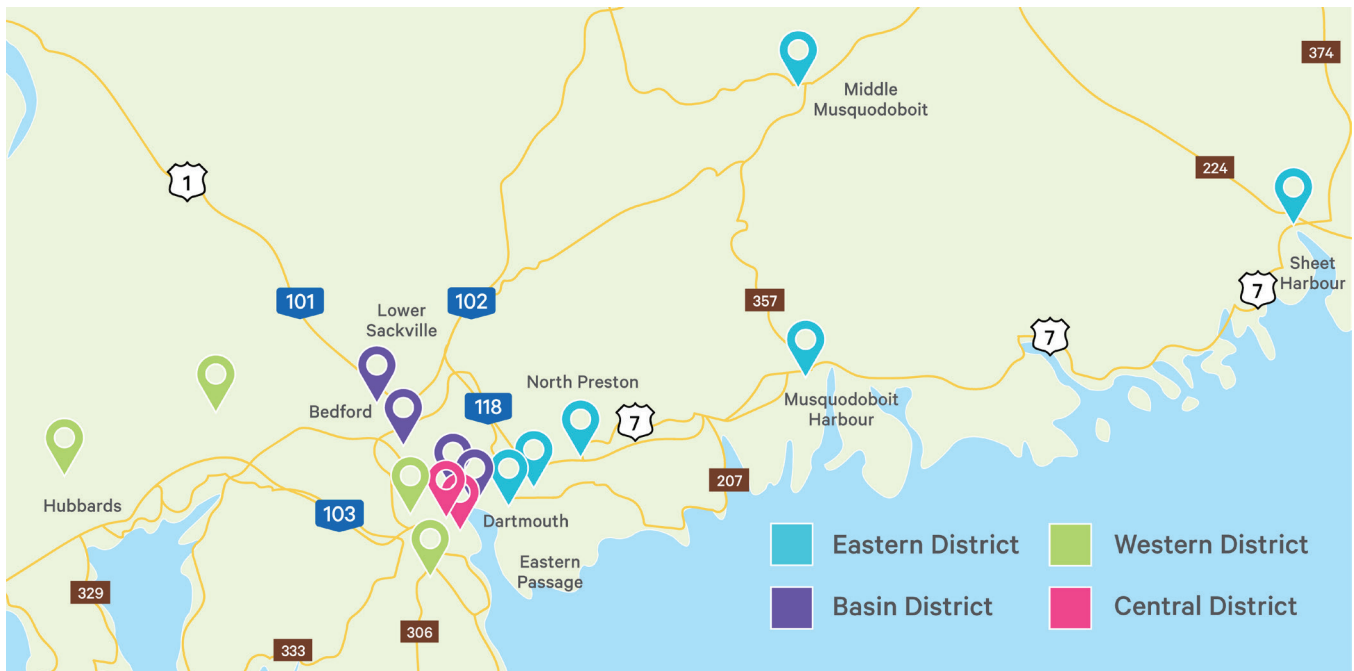 374
Middle
Musquodoboit
1
224
Sheet
Harbour
7
101
102
357
Lower
Sackville
7
North Preston
Bedford
118
7
Musquodoboit
Harbour
Hubbards
207
103
Dartmouth
Eastern
Passage
329
306
333
Eastern District
Western District
Basin District
Central District